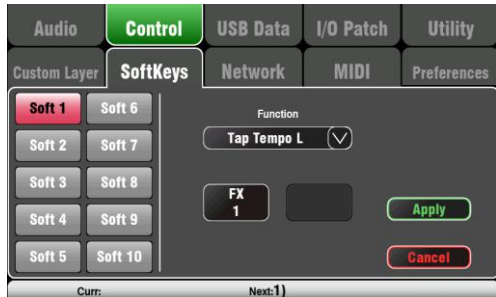 Audio Control USB Data I/O Patch Utility
Custom Layer SoftKeys Network MIDI Preferences
Soft 1 Soft 6
Function
Soft 2 Soft 7
Tap Tempo L
Soft 3 Soft 8
FX
1
Soft 4 Soft 9
Apply
Soft 5 Soft 10
Cancel
Curr: Next:1)